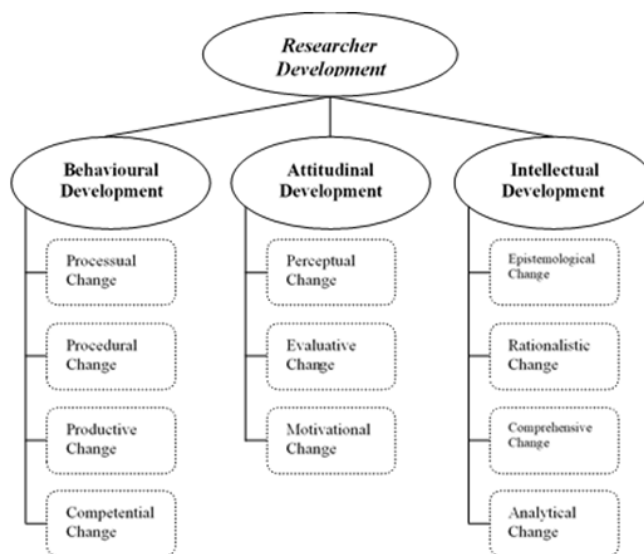 Researcher
Development
Behavioural
Development
Attitudinal
Development
Intellectual
Development
Processual
Change
Procedural
Change
Productive
Change
Competential
Change
Perceptual
Change
Evaluative
Change
Motivational
Change
Epistemological
Change
Rationalistic
Change
Comprehensive
Change
Analytical
Change